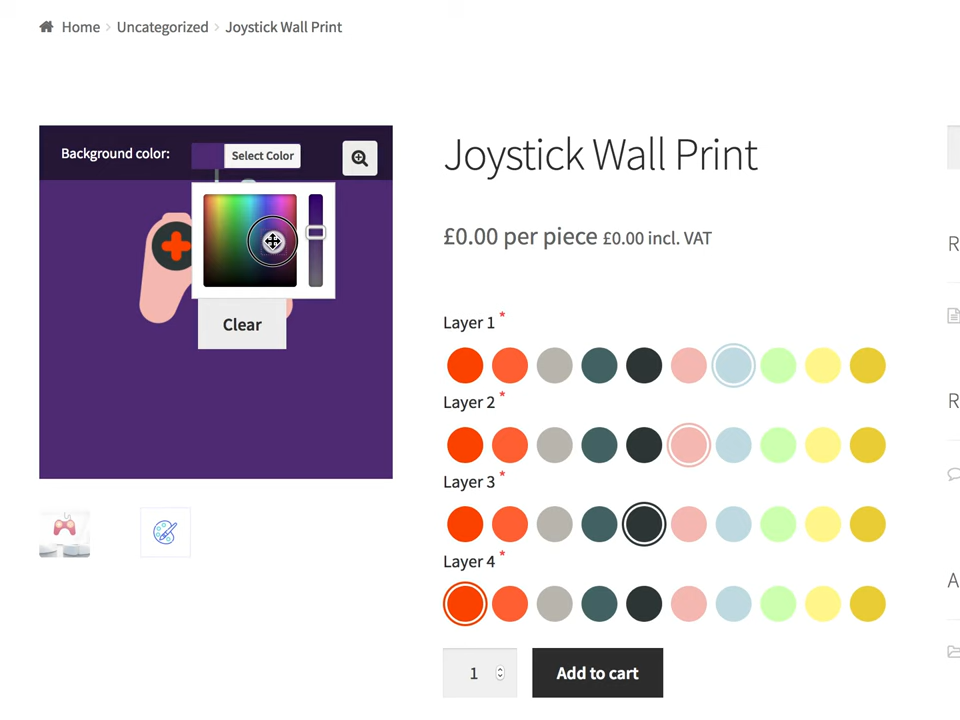 Home > Uncategorized > Joystick Wall Print
Background color:
Select Color
Clear
Joystick Wall Print
£0.00 per piece £0.00 incl. VAT
Layer 1 *
Layer 2 *
Layer 3 *
Layer 4 *
1
Add to cart
R
R
A